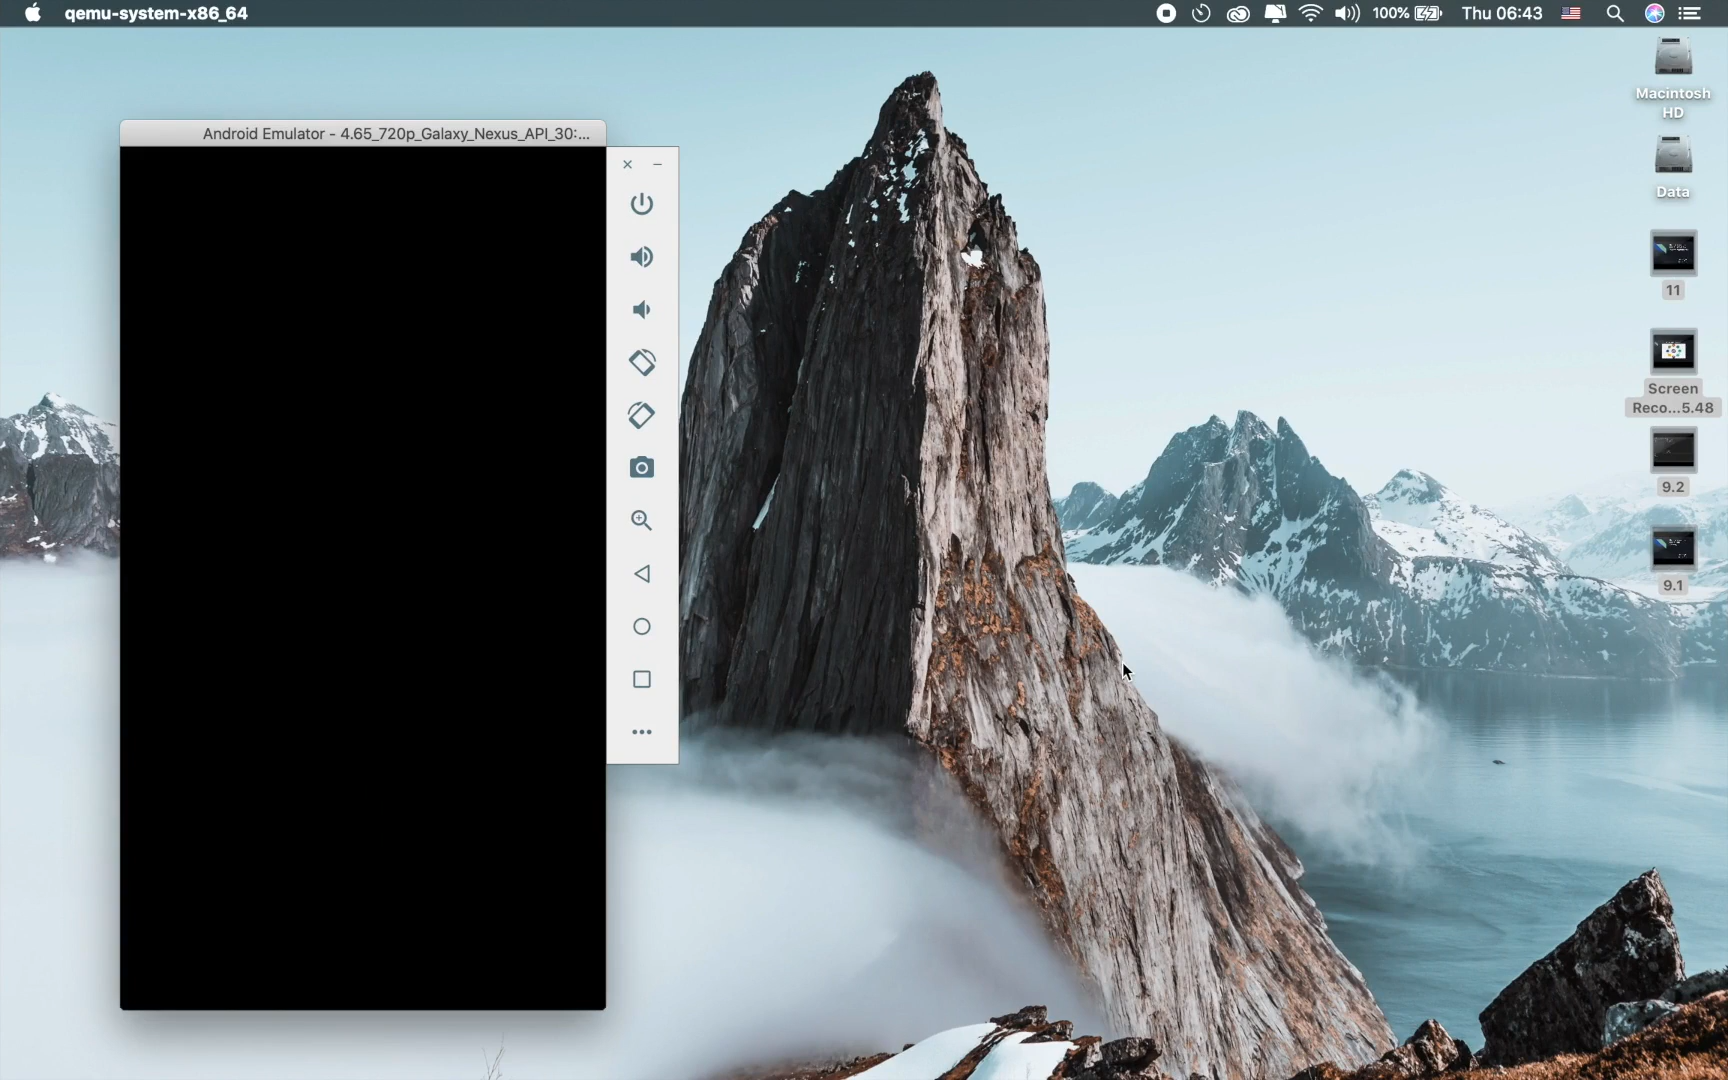 qemu-system-x86_64
100%
Thu 06:43
Android Emulator - 4.65_720p_Galaxy_Nexus_API_30:...
Macintosh
HD
Data
11
Screen
Reco...5.48
9.2
9.1